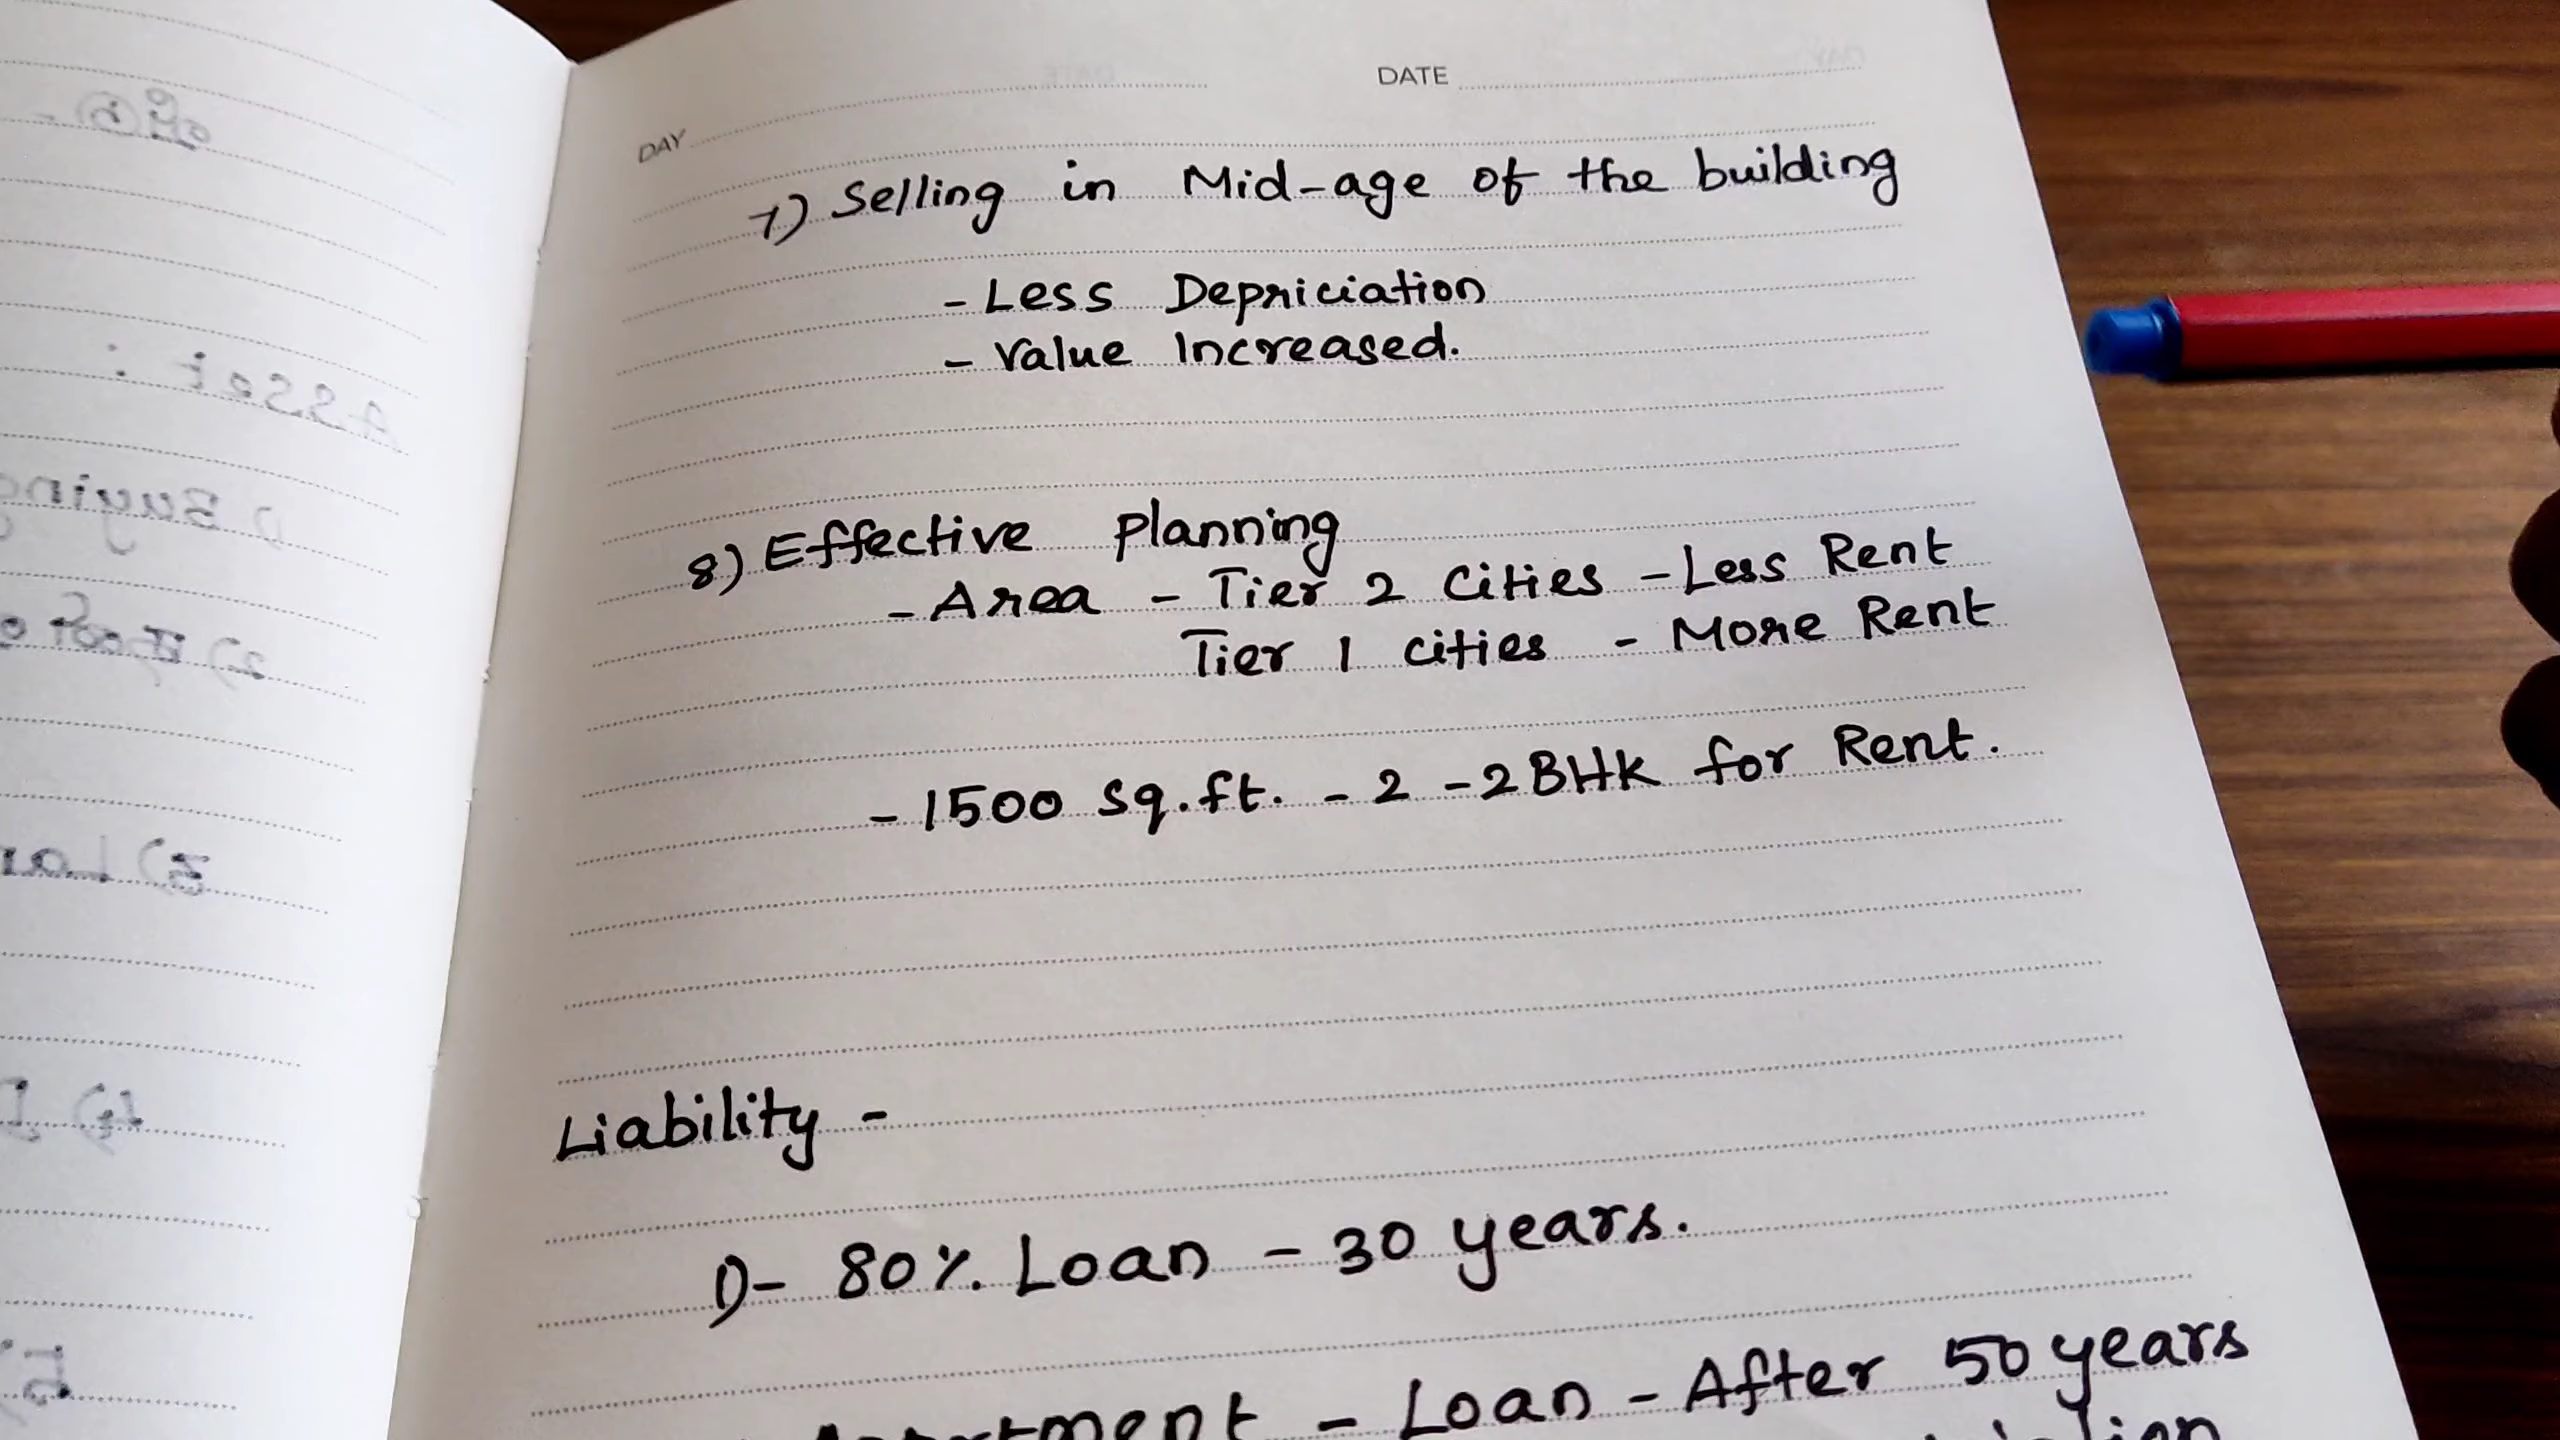 DATE
DAY
7) Selling in Mid-age of the building
- Less Depriciation
- Value Increased.
8) Effective planning
- Area - Tier 2 Cities - Less Rent
Tier 1 cities - More Rent
- 1500 sq.ft. - 2 - 2BHK for Rent.
Liability -
1) - 80% Loan - 30 years.
Apartment - Loan - After 50 years